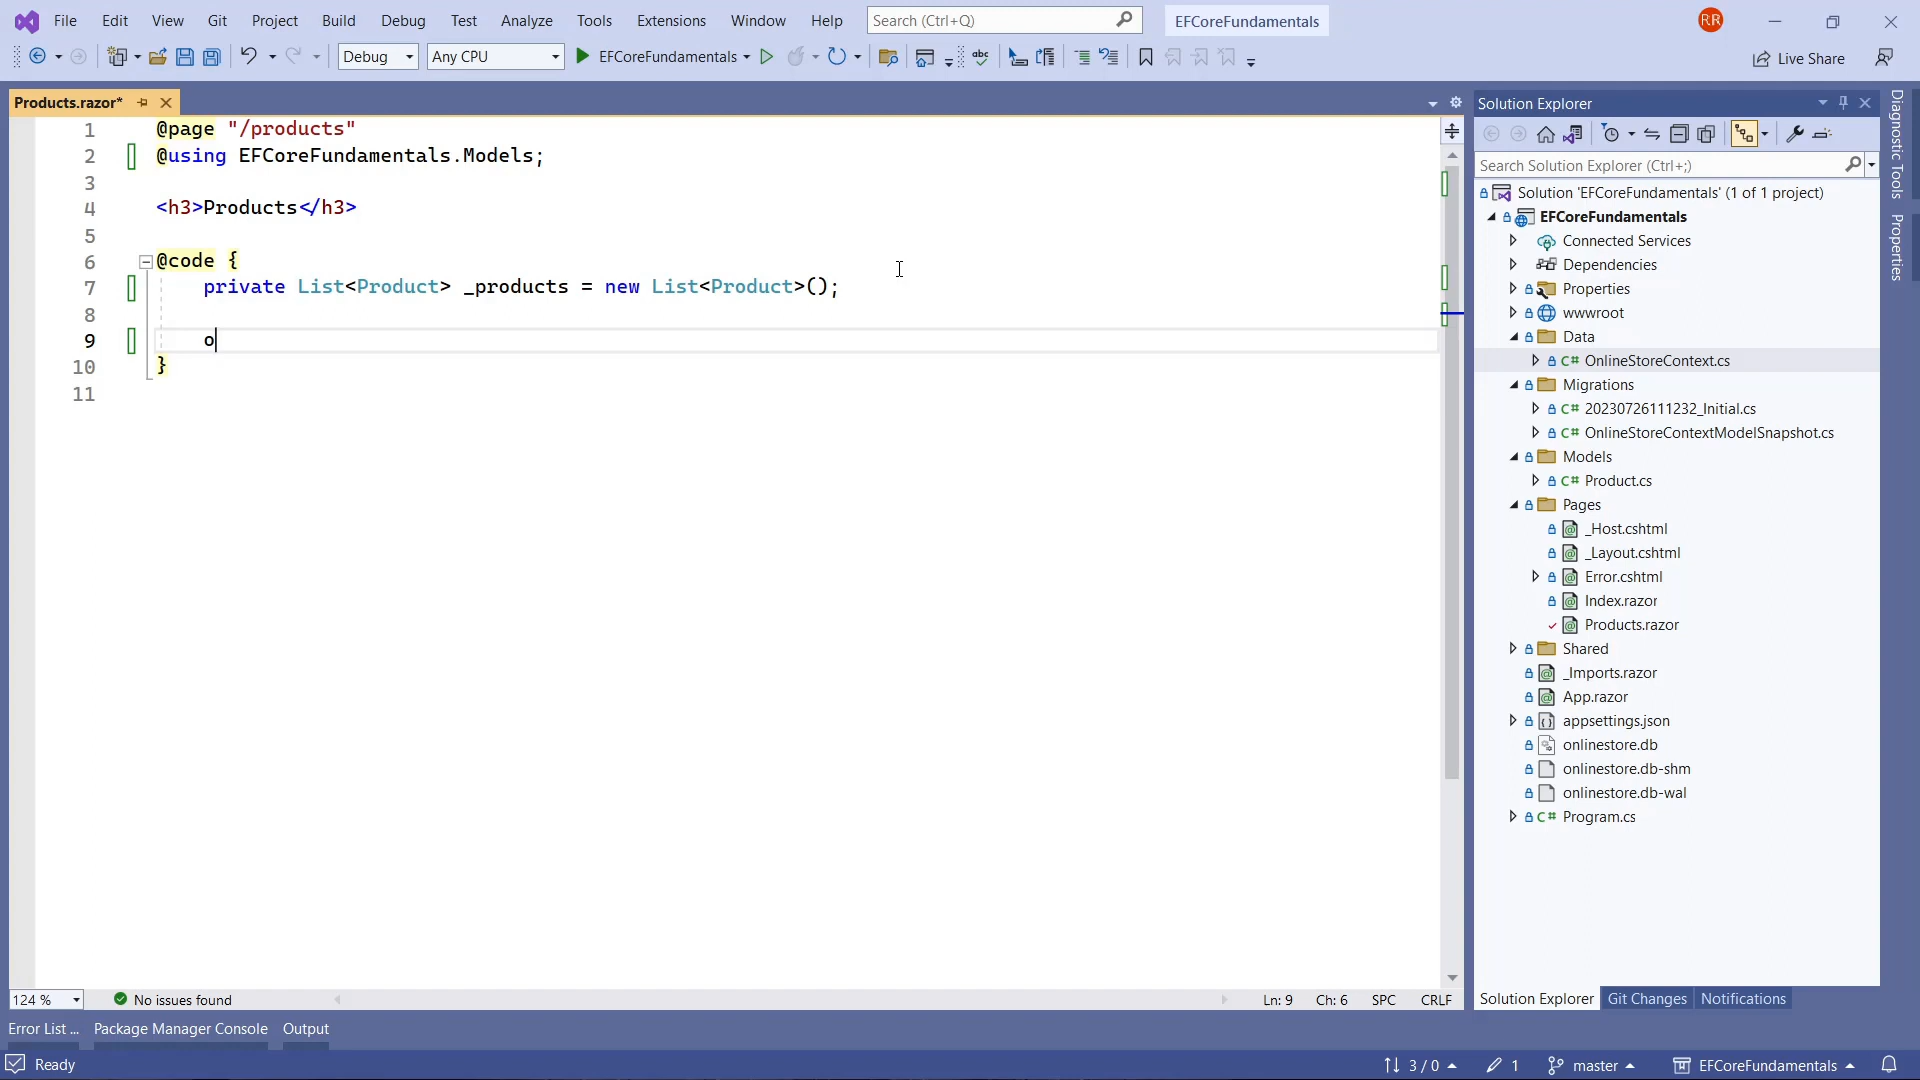 File Edit View Git Project Build Debug Test Analyze Tools Extensions Window Help Search (Ctrl+Q) EFCoreFundamentals RR
Debug Any CPU EFCoreFundamentals abc Live Share
Products.razor*
1 @page "/products"
2 @using EFCoreFundamentals.Models;
3
4 <h3>Products</h3>
5
6 @code {
7 private List<Product> _products = new List<Product>();
8
9 o
10 }
11
124 % No issues found Ln: 9 Ch: 6 SPC CRLF
Solution Explorer
Search Solution Explorer (Ctrl+;)
Solution 'EFCoreFundamentals' (1 of 1 project)
EFCoreFundamentals
Connected Services
Dependencies
Properties
wwwroot
Data
C# OnlineStoreContext.cs
Migrations
C# 20230726111232_Initial.cs
C# OnlineStoreContextModelSnapshot.cs
Models
C# Product.cs
Pages
_Host.cshtml
_Layout.cshtml
Error.cshtml
Index.razor
Products.razor
Shared
_Imports.razor
App.razor
appsettings.json
onlinestore.db
onlinestore.db-shm
onlinestore.db-wal
C# Program.cs
Solution Explorer Git Changes Notifications
Diagnostic Tools
Properties
Error List ... Package Manager Console Output
Ready 3 / 0 1 master EFCoreFundamentals